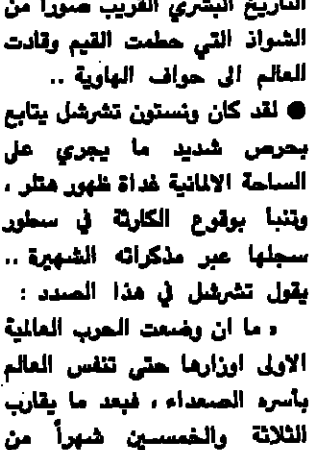 التاريخ البشري القريب صورا من
الشواذ التي حطمت القيم وقادت
العالم الى حواف الهاوية ..
● لقد كان ونستون تشرشل يتابع
بحرص شديد ما يجري على
الساحة الالمانية غداة ظهور هتلر ،
وتنبا بوقوع الكارثة في سطور
سجلها عبر مذكراته الشهيرة ..
يقول تشرشل في هذا الصدد :
« ما ان وضعت الحرب العالمية
الاولى اوزارها حتى تنفس العالم
بأسره الصعداء ، فبعد ما يقارب
الثلاثة والخمسين شهراً من